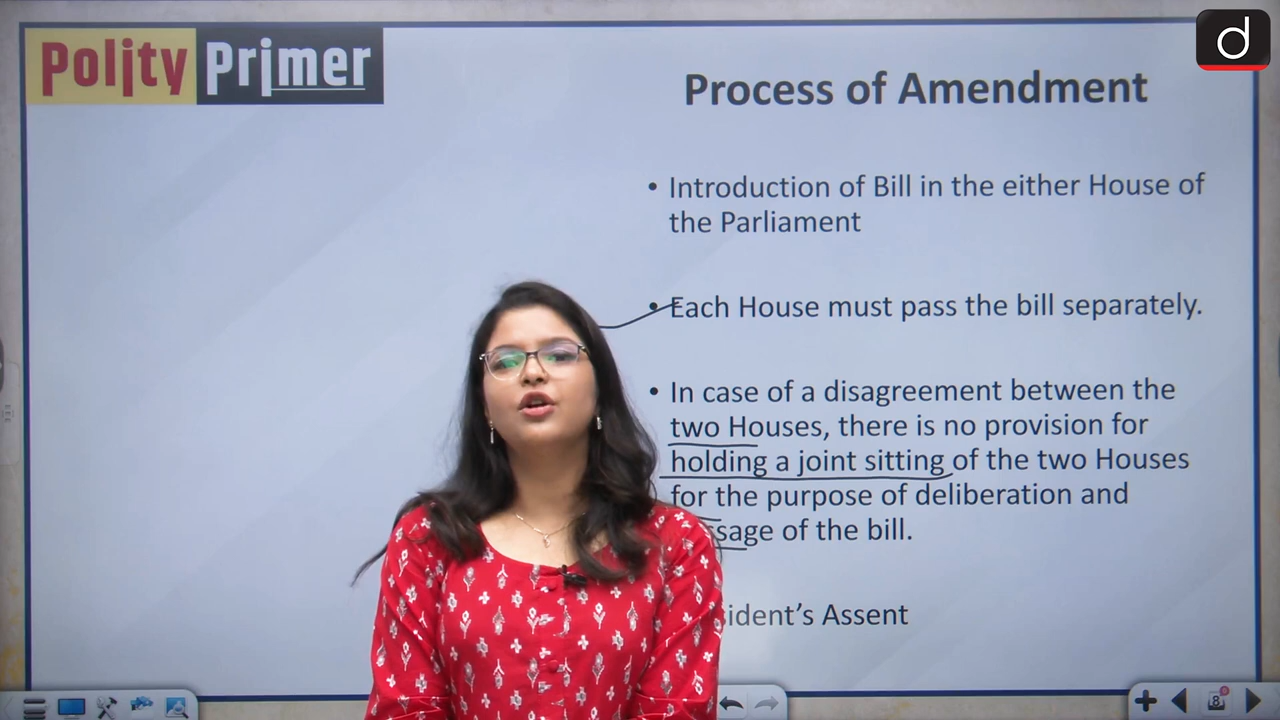 Polity Primer
d
Process of Amendment
• Introduction of Bill in the either House of
the Parliament
• Each House must pass the bill separately.
• In case of a disagreement between the
two Houses, there is no provision for
holding a joint sitting of the two Houses
for the purpose of deliberation and
ssage of the bill.
ident's Assent
8